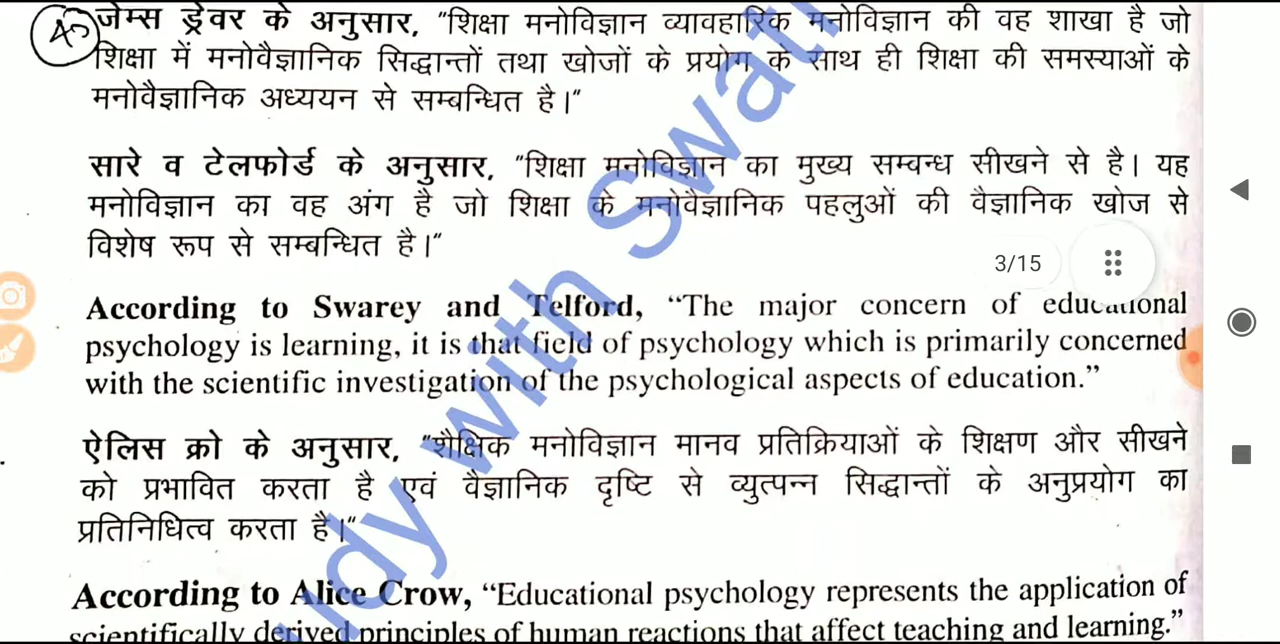 जेम्स ड्रेवर के अनुसार, "शिक्षा मनोविज्ञान व्यावहारिक मनोविज्ञान की वह शाखा है जो
शिक्षा में मनोवैज्ञानिक सिद्धान्तों तथा खोजों के प्रयोग के साथ ही शिक्षा की समस्याओं के
मनोवैज्ञानिक अध्ययन से सम्बन्धित है।"
सारे व टेलफोर्ड के अनुसार, "शिक्षा मनोविज्ञान का मुख्य सम्बन्ध सीखने से है। यह
मनोविज्ञान का वह अंग है जो शिक्षा के मनोवैज्ञानिक पहलुओं की वैज्ञानिक खोज से
विशेष रूप से सम्बन्धित है।"
3/15
According to Swarey and Telford, “The major concern of educational
psychology is learning, it is that field of psychology which is primarily concerned
with the scientific investigation of the psychological aspects of education.”
ऐलिस क्रो के अनुसार, "शैक्षिक मनोविज्ञान मानव प्रतिक्रियाओं के शिक्षण और सीखने
को प्रभावित करता है एवं वैज्ञानिक दृष्टि से व्युत्पन्न सिद्धान्तों के अनुप्रयोग का
प्रतिनिधित्व करता है।"
According to Alice Crow, “Educational psychology represents the application of
scientifically derived principles of human reactions that affect teaching and learning.”
udy with Swati